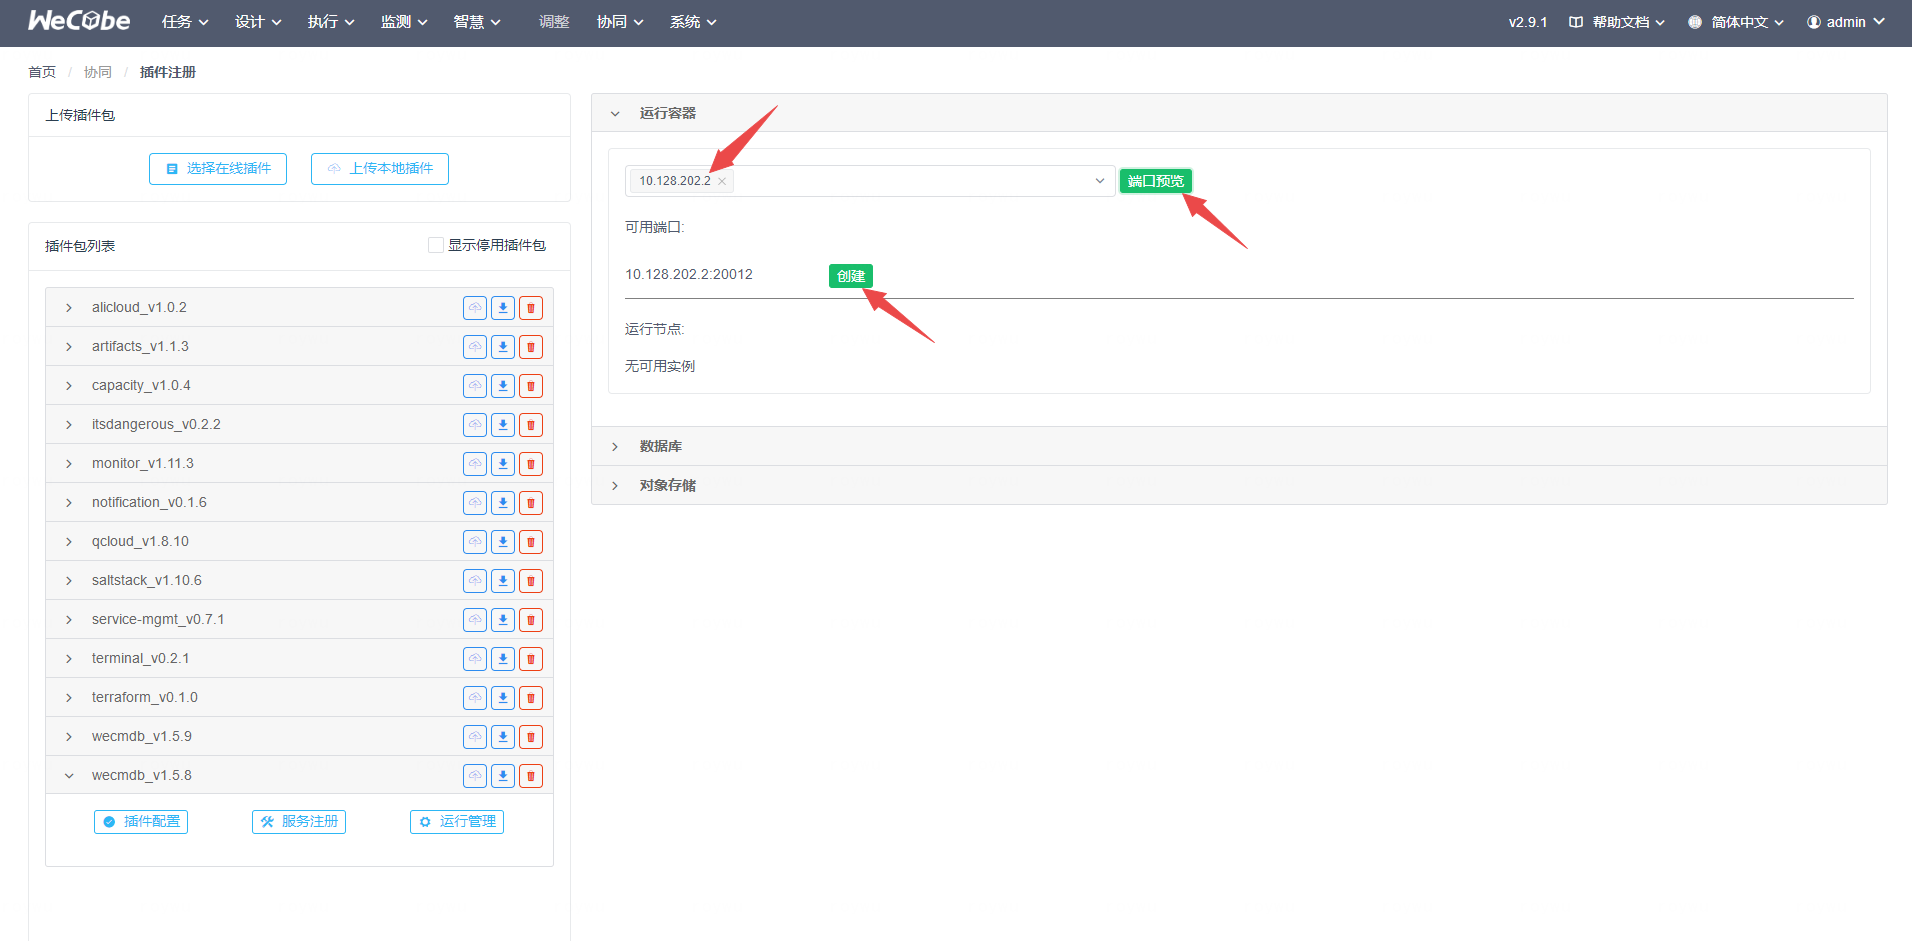 WeCube 任务 设计 执行 监测 智慧 调整 协同 系统 v2.9.1 帮助文档 简体中文 admin
首页 / 协同 / 插件注册
上传插件包
选择在线插件 上传本地插件
插件包列表 显示停用插件包
alicloud_v1.0.2
artifacts_v1.1.3
capacity_v1.0.4
itsdangerous_v0.2.2
monitor_v1.11.3
notification_v0.1.6
qcloud_v1.8.10
saltstack_v1.10.6
service-mgmt_v0.7.1
terminal_v0.2.1
terraform_v0.1.0
wecmdb_v1.5.9
wecmdb_v1.5.8
插件配置 服务注册 运行管理
运行容器
10.128.202.2 端口预览
可用端口:
10.128.202.2:20012 创建
运行节点:
无可用实例
数据库
对象存储